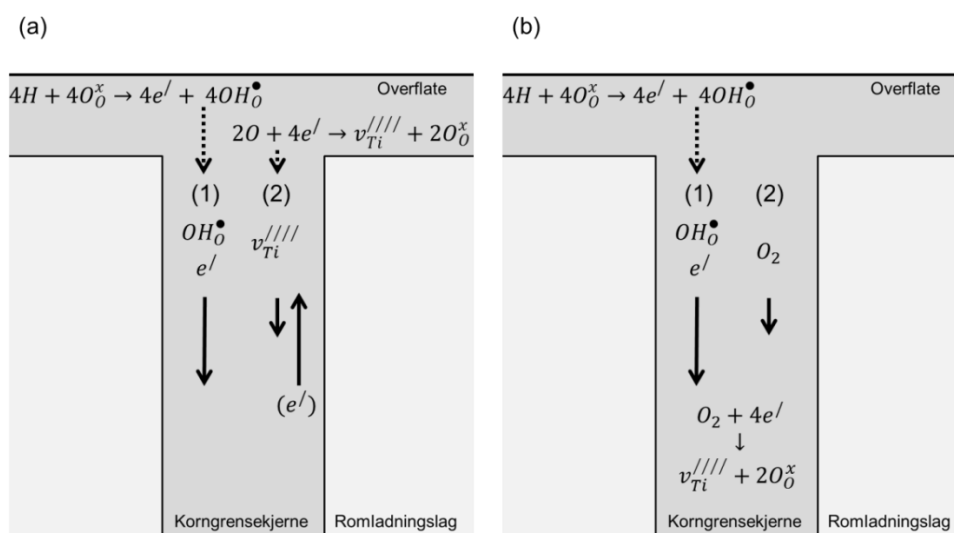 (a)
4H + 4O_O^x → 4e^/ + 4OH_O^•
Overflate
2O + 4e^/ → v_Ti^//// + 2O_O^x
(1) (2)
OH_O^• v_Ti^////
e^/
(e^/)
Korngrensekjerne Romladningslag
(b)
4H + 4O_O^x → 4e^/ + 4OH_O^•
Overflate
(1) (2)
OH_O^• O_2
e^/
O_2 + 4e^/
↓
v_Ti^//// + 2O_O^x
Korngrensekjerne Romladningslag